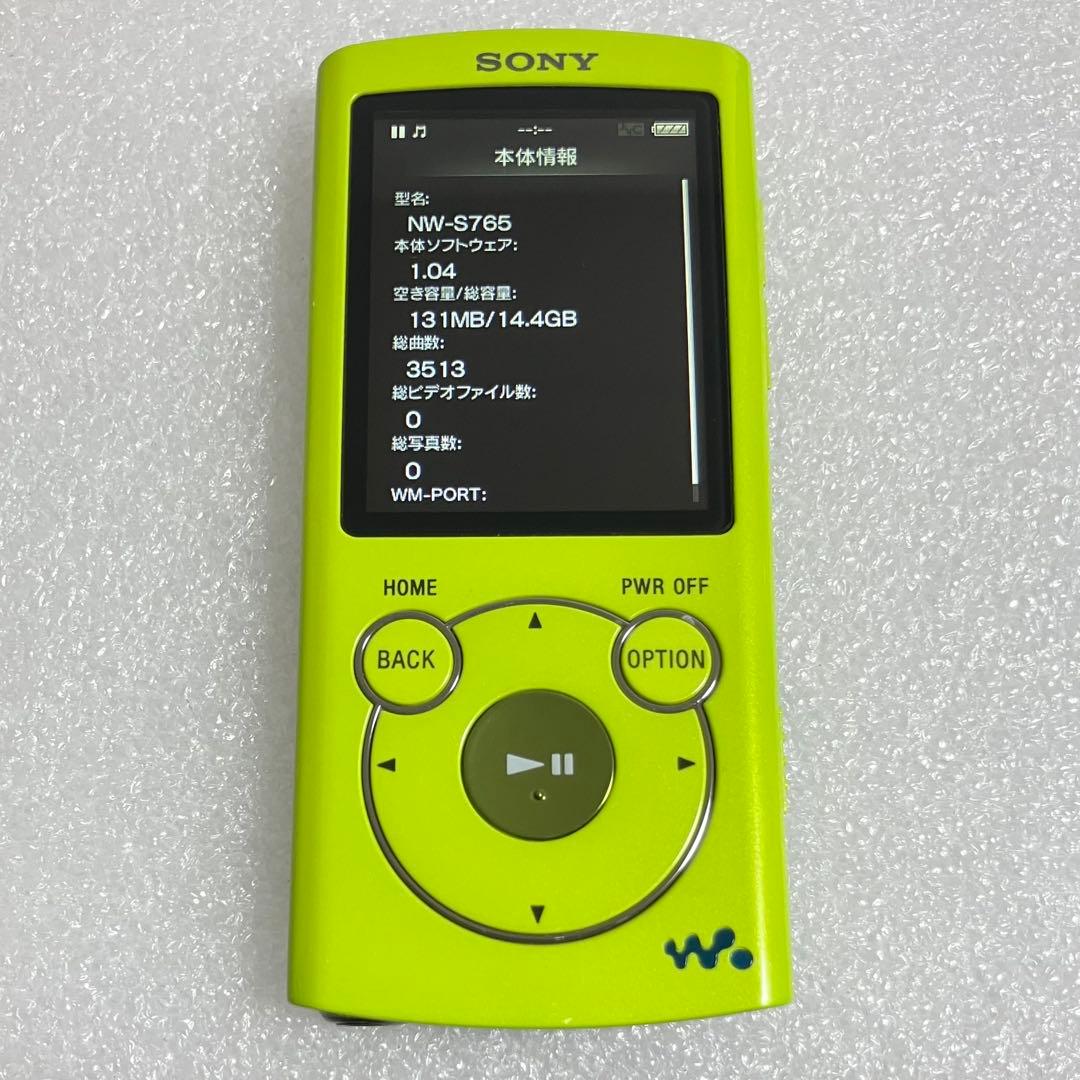 SONY
--:--
本体情報
型名:
NW-S765
本体ソフトウェア:
1.04
空き容量/総容量:
131MB/14.4GB
総曲数:
3513
総ビデオファイル数:
0
総写真数:
0
WM-PORT:
HOME PWR OFF
BACK OPTION